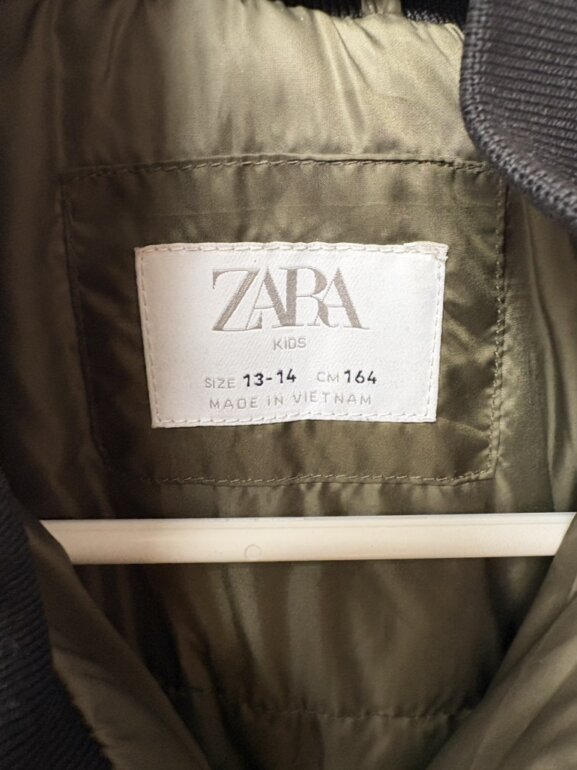 ZARA
KIDS
SIZE 13-14 CM 164
MADE IN VIETNAM